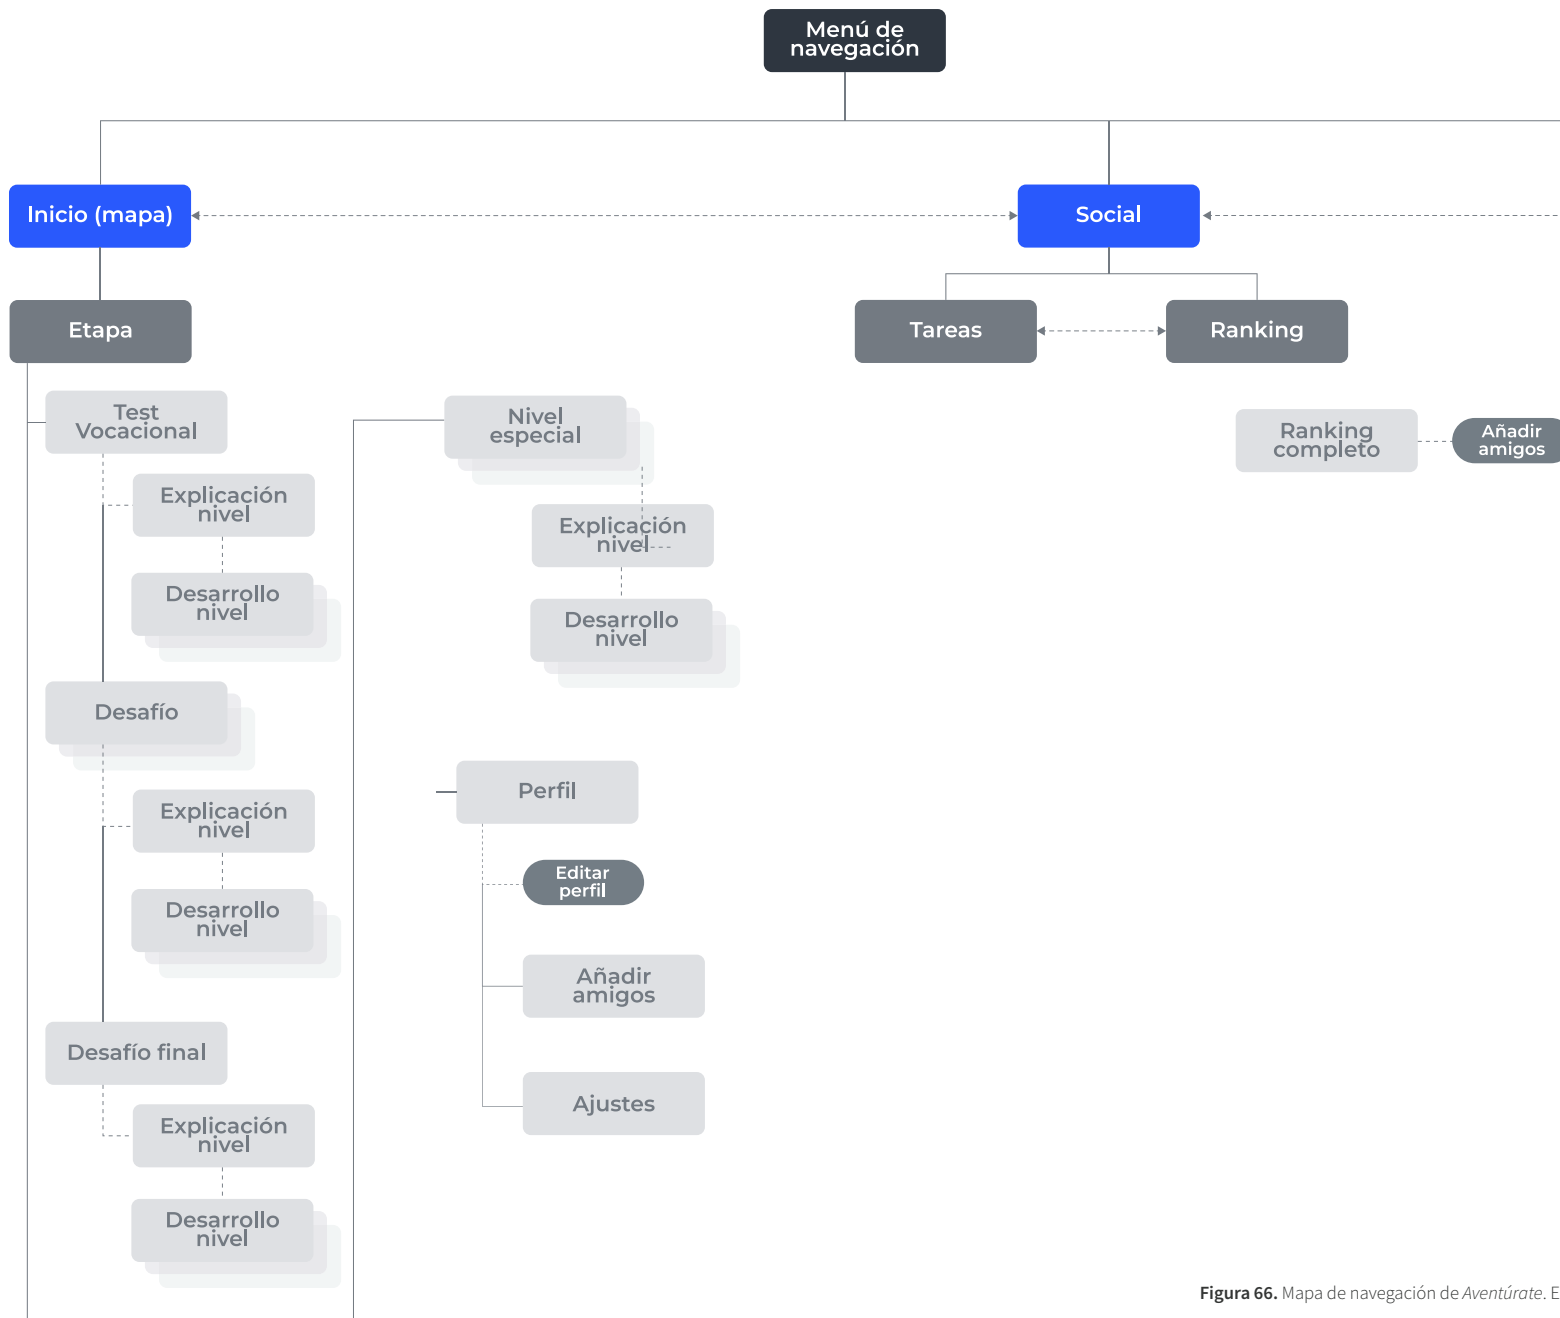 Menú de
navegación
Inicio (mapa)
Social
Etapa
Tareas
Ranking
Test
Vocacional
Explicación
nivel
Desarrollo
nivel
Desafío
Explicación
nivel
Desarrollo
nivel
Desafío final
Explicación
nivel
Desarrollo
nivel
Nivel
especial
Explicación
nivel
Desarrollo
nivel
Perfil
Editar
perfil
Añadir
amigos
Ajustes
Ranking
completo
Añadir
amigos
Figura 66. Mapa de navegación de Aventúrate. E